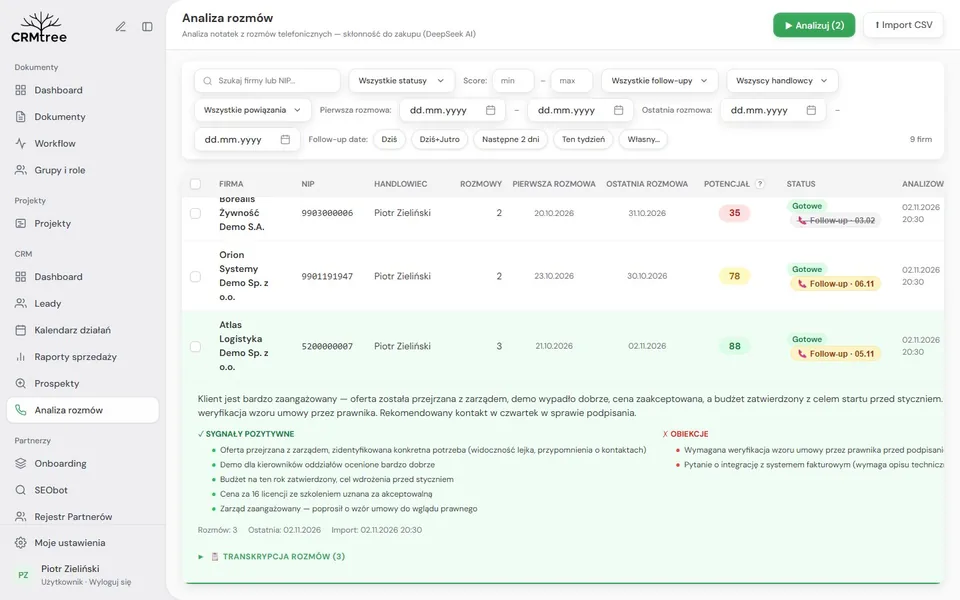 CRMtree
Dokumenty
Dashboard
Dokumenty
Workflow
Grupy i role
Projekty
Projekty
CRM
Dashboard
Leady
Kalendarz działań
Raporty sprzedaży
Prospekty
Analiza rozmów
Partnerzy
Onboarding
SEObot
Rejestr Partnerów
Moje ustawienia
PZ
Piotr Zieliński
Użytkownik · Wyloguj się
Analiza rozmów
Analiza notatek z rozmów telefonicznych — skłonność do zakupu (DeepSeek AI)
▶ Analizuj (2)
⬆ Import CSV
Szukaj firmy lub NIP...
Wszystkie statusy
Score:
min
–
max
Wszystkie follow-upy
Wszyscy handlowcy
Wszystkie powiązania
Pierwsza rozmowa:
dd.mm.yyyy
–
dd.mm.yyyy
Ostatnia rozmowa:
dd.mm.yyyy
–
dd.mm.yyyy
Follow-up date:
Dziś
Dziś+Jutro
Następne 2 dni
Ten tydzień
Własny...
9 firm
FIRMA NIP HANDLOWIEC ROZMOWY PIERWSZA ROZMOWA OSTATNIA ROZMOWA POTENCJAŁ ? STATUS ANALIZOW
Borealis
Żywność
Demo S.A.
9903000006
Piotr Zieliński
2
20.10.2026
31.10.2026
35
Gotowe
Follow-up · 03.02
02.11.2026
20:30
Orion
Systemy
Demo Sp. z
o.o.
9901191947
Piotr Zieliński
2
23.10.2026
30.10.2026
78
Gotowe
Follow-up · 06.11
02.11.2026
20:30
Atlas
Logistyka
Demo Sp. z
o.o.
5200000007
Piotr Zieliński
3
21.10.2026
02.11.2026
88
Gotowe
Follow-up · 05.11
02.11.2026
20:30
Klient jest bardzo zaangażowany — oferta została przejrzana z zarządem, demo wypadło dobrze, cena zaakceptowana, a budżet zatwierdzony z celem startu przed styczniem.
weryfikacja wzoru umowy przez prawnika. Rekomendowany kontakt w czwartek w sprawie podpisania.
✓ SYGNAŁY POZYTYWNE
Oferta przejrzana z zarządem, zidentyfikowana konkretna potrzeba (widoczność lejka, przypomnienia o kontaktach)
Demo dla kierowników oddziałów ocenione bardzo dobrze
Budżet na ten rok zatwierdzony, cel wdrożenia przed styczniem
Cena za 16 licencji ze szkoleniem uznana za akceptowalną
Zarząd zaangażowany — poprosił o wzór umowy do wglądu prawnego
✗ OBIEKCJE
Wymagana weryfikacja wzoru umowy przez prawnika przed podpisani
Pytanie o integrację z systemem fakturowym (wymaga opisu technicz
Rozmów: 3 Ostatnia: 02.11.2026 Import: 02.11.2026 20:30
▶ TRANSKRYPCJA ROZMÓW (3)